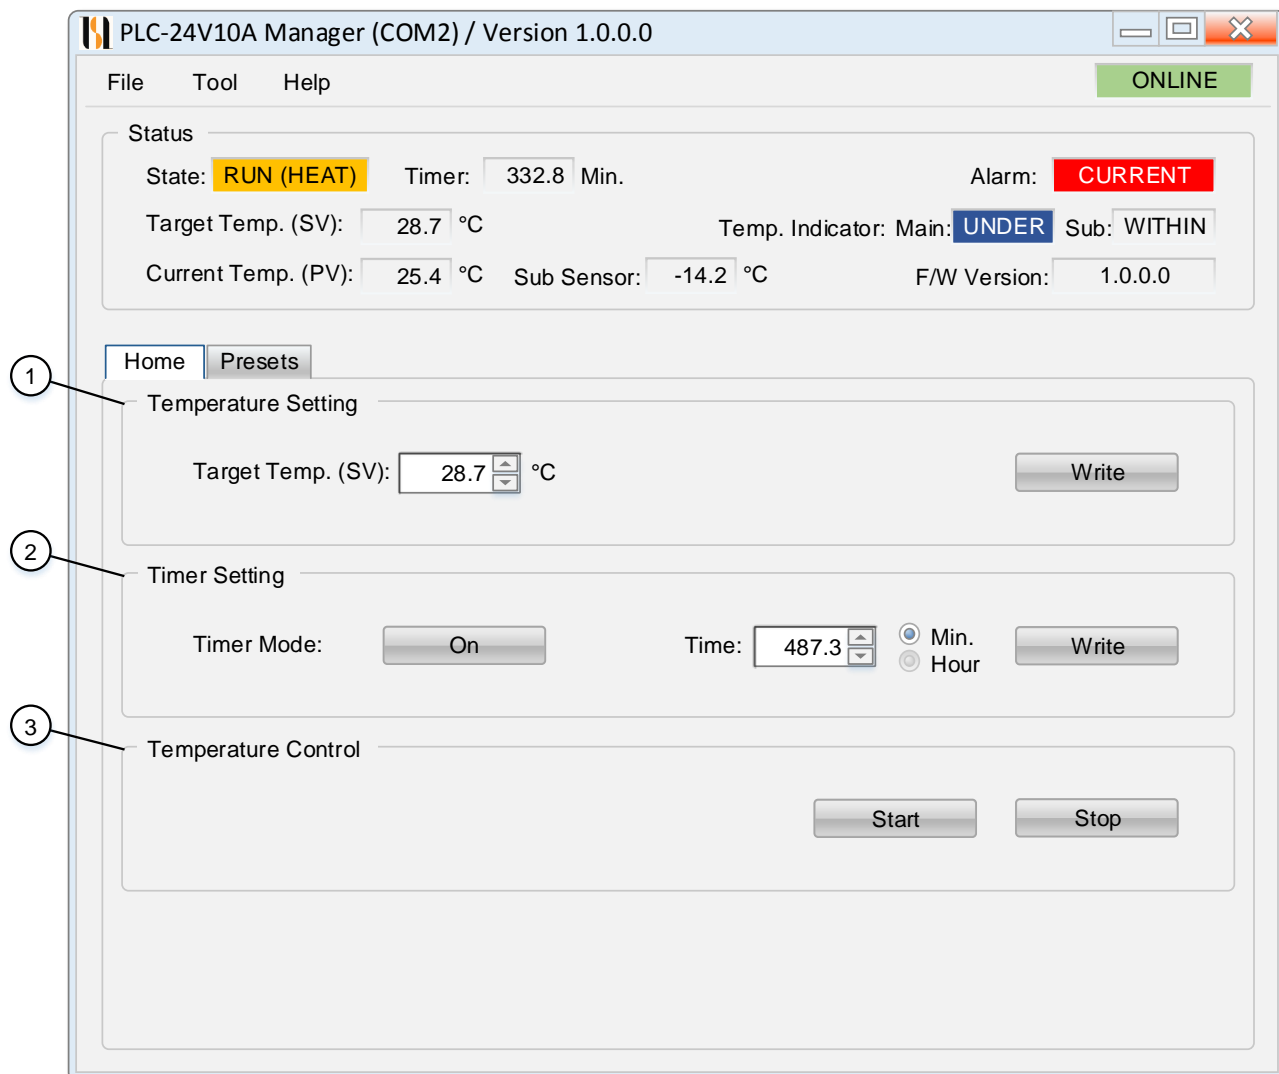 PLC-24V10A Manager (COM2) / Version 1.0.0.0
File Tool Help ONLINE
Status
State: RUN (HEAT) Timer: 332.8 Min. Alarm: CURRENT
Target Temp. (SV): 28.7 °C Temp. Indicator: Main: UNDER Sub: WITHIN
Current Temp. (PV): 25.4 °C Sub Sensor: -14.2 °C F/W Version: 1.0.0.0
Home Presets
1
Temperature Setting
Target Temp. (SV): 28.7 °C Write
2
Timer Setting
Timer Mode: On Time: 487.3 Min. Write
Hour
3
Temperature Control
Start Stop